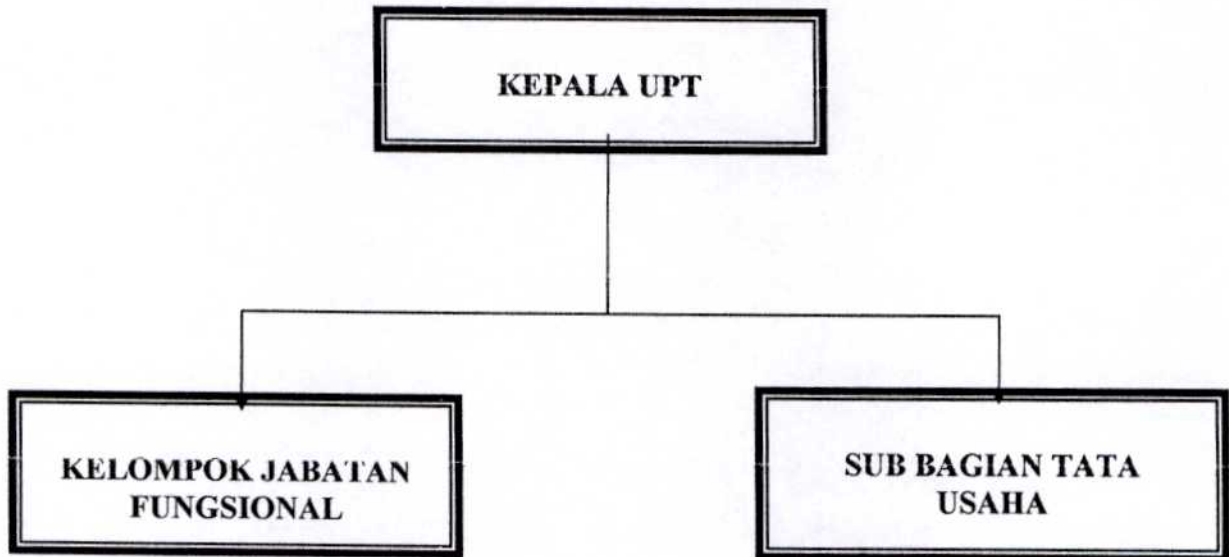 KEPALA UPT
KELOMPOK JABATAN
FUNGSIONAL
SUB BAGIAN TATA
USAHA